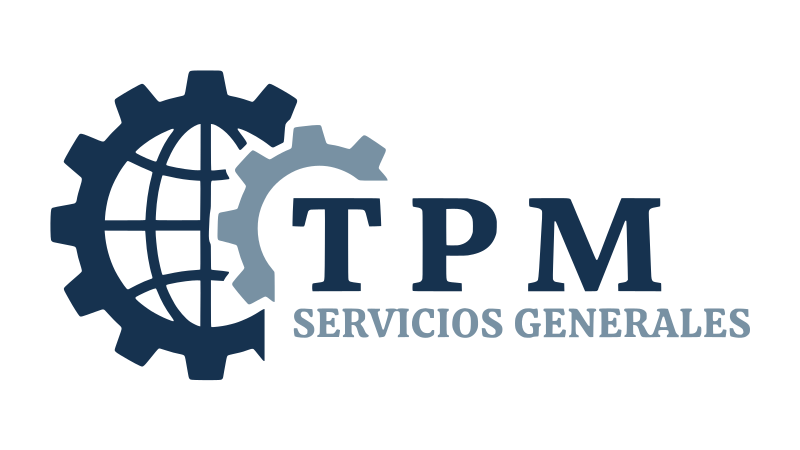 TPM
SERVICIOS GENERALES